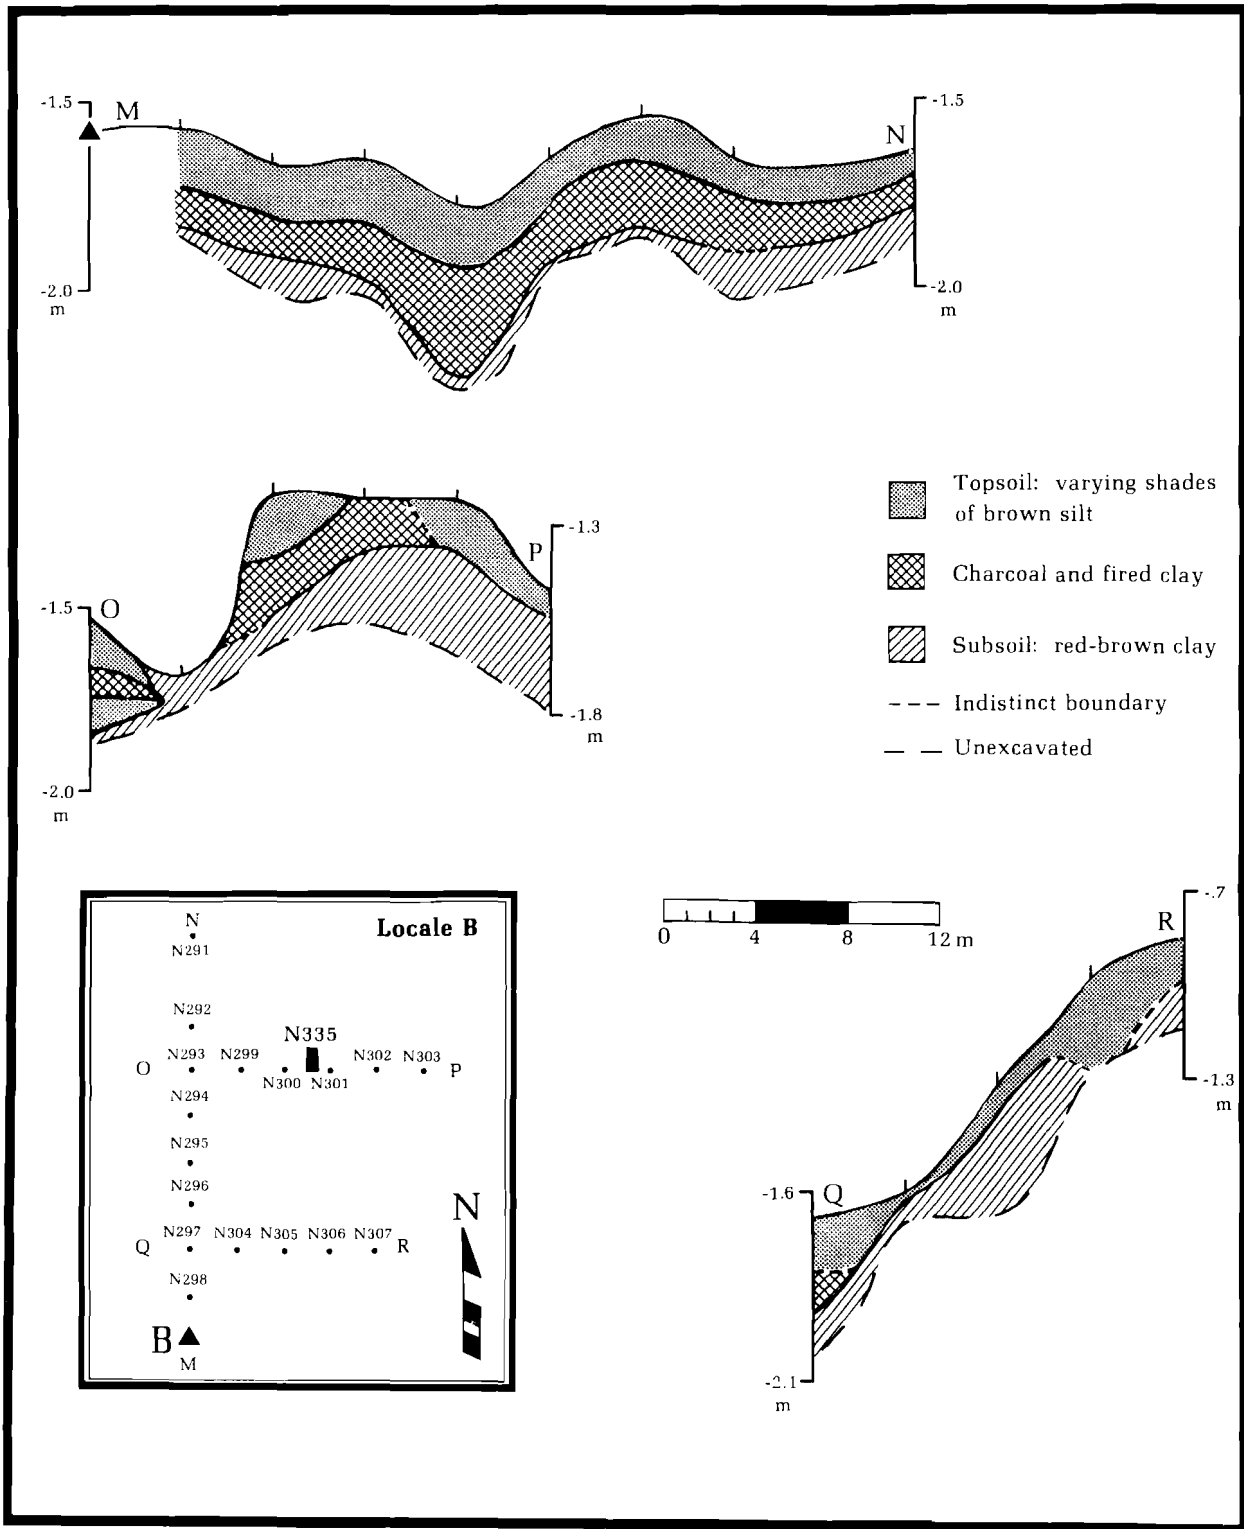 -1.5
M
-1.5
N
-2.0
m
-2.0
m
Topsoil: varying shades
of brown silt
-1.3
P
Charcoal and fired clay
-1.5
O
Subsoil: red-brown clay
Indistinct boundary
-1.8
m
Unexcavated
-2.0
m
-.7
R
0 4 8 12 m
-1.3
m
-1.6
Q
-2.1
m
Locale B
N
N291
N292
N335
O N293 N299 N302 N303 P
N300 N301
N294
N295
N296
N
Q N297 N304 N305 N306 N307 R
N298
B
M